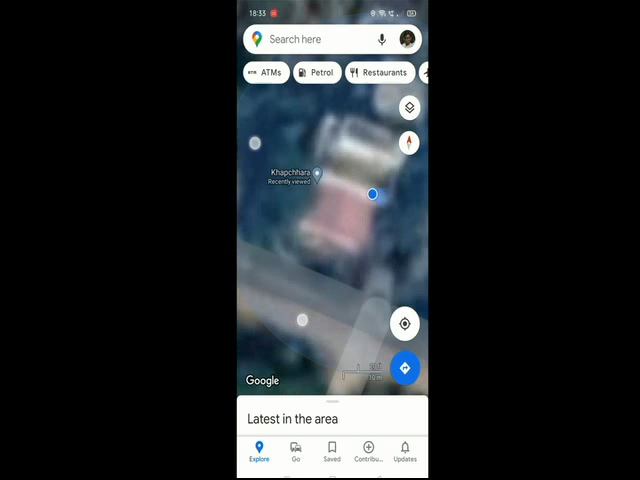 18:33
Search here
ATMs
Petrol
Restaurants
Khapchhara
Recently viewed
10 m
Google
Latest in the area
Explore
Go
Saved
Contribu...
Updates